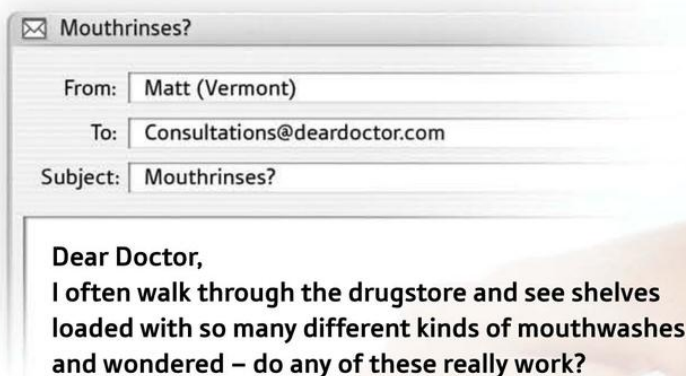 Mouthrinses?
From: Matt (Vermont)
To: Consultations@deardoctor.com
Subject: Mouthrinses?
Dear Doctor,
I often walk through the drugstore and see shelves
loaded with so many different kinds of mouthwashes
and wondered – do any of these really work?